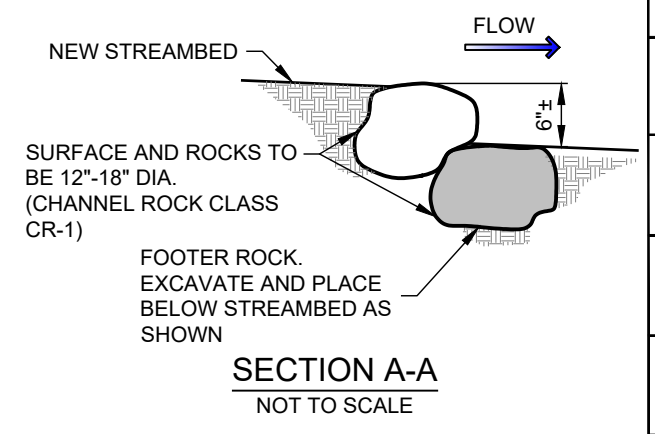 FLOW
NEW STREAMBED
6"±
SURFACE AND ROCKS TO
BE 12"-18" DIA.
(CHANNEL ROCK CLASS
CR-1)
FOOTER ROCK.
EXCAVATE AND PLACE
BELOW STREAMBED AS
SHOWN
SECTION A-A
NOT TO SCALE